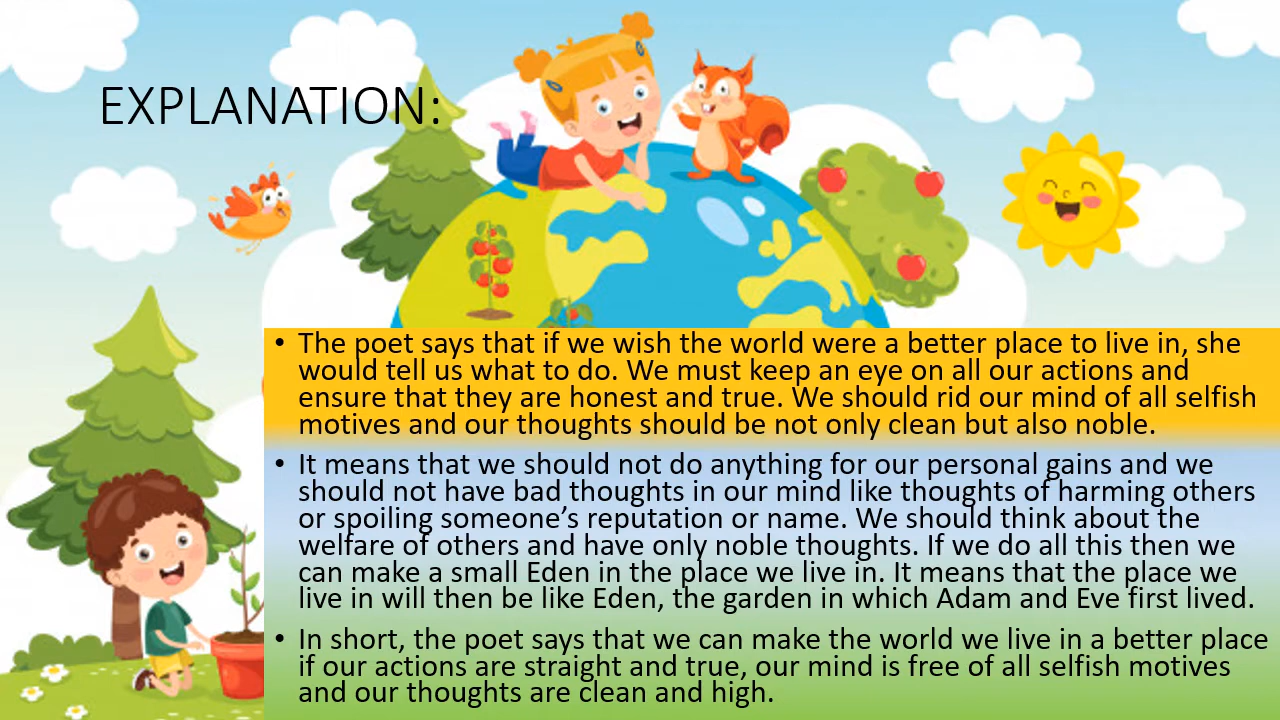 EXPLANATION:
• The poet says that if we wish the world were a better place to live in, she
would tell us what to do. We must keep an eye on all our actions and
ensure that they are honest and true. We should rid our mind of all selfish
motives and our thoughts should be not only clean but also noble.
• It means that we should not do anything for our personal gains and we
should not have bad thoughts in our mind like thoughts of harming others
or spoiling someone’s reputation or name. We should think about the
welfare of others and have only noble thoughts. If we do all this then we
can make a small Eden in the place we live in. It means that the place we
live in will then be like Eden, the garden in which Adam and Eve first lived.
• In short, the poet says that we can make the world we live in a better place
if our actions are straight and true, our mind is free of all selfish motives
and our thoughts are clean and high.